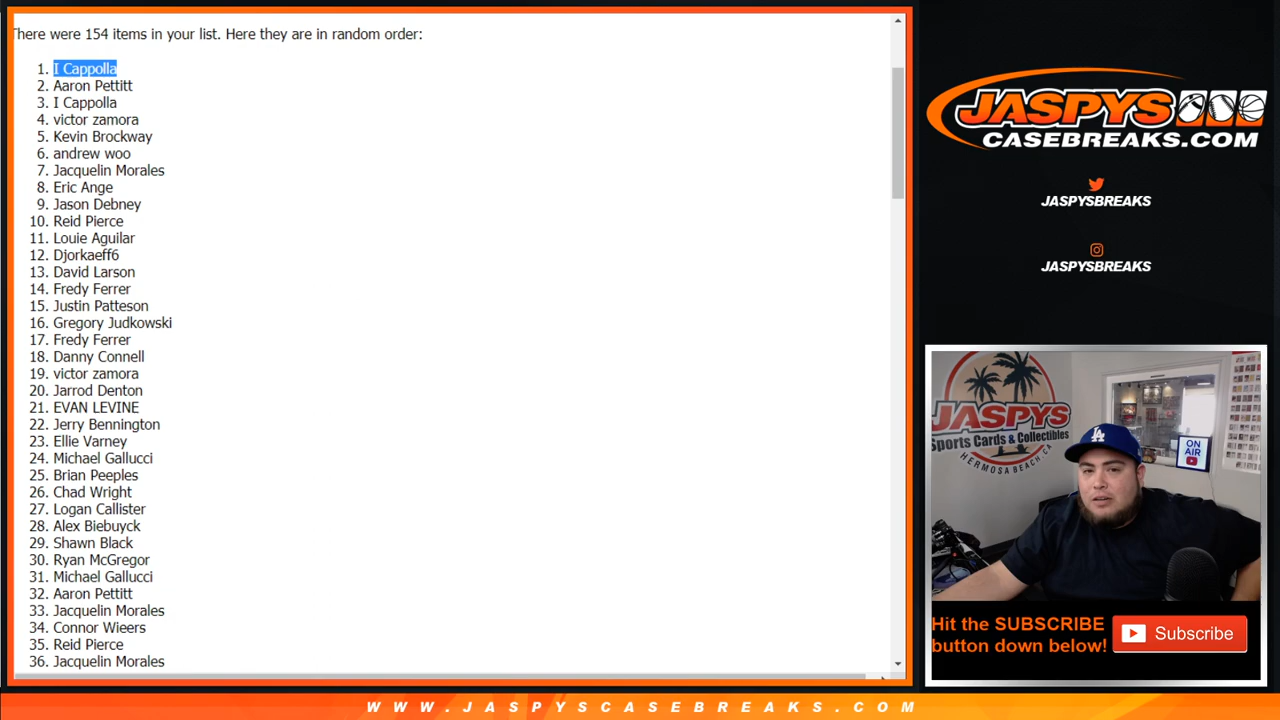 There were 154 items in your list. Here they are in random order:
1. I Cappolla
2. Aaron Pettitt
3. I Cappolla
4. victor zamora
5. Kevin Brockway
6. andrew woo
7. Jacquelin Morales
8. Eric Ange
9. Jason Debney
10. Reid Pierce
11. Louie Aguilar
12. Djorkaeff6
13. David Larson
14. Fredy Ferrer
15. Justin Patteson
16. Gregory Judkowski
17. Fredy Ferrer
18. Danny Connell
19. victor zamora
20. Jarrod Denton
21. EVAN LEVINE
22. Jerry Bennington
23. Ellie Varney
24. Michael Gallucci
25. Brian Peeples
26. Chad Wright
27. Logan Callister
28. Alex Biebuyck
29. Shawn Black
30. Ryan McGregor
31. Michael Gallucci
32. Aaron Pettitt
33. Jacquelin Morales
34. Connor Wieers
35. Reid Pierce
36. Jacquelin Morales
JASPYS
CASEBREAKS.COM
JASPYSBREAKS
JASPYSBREAKS
JASPYS
Sports Cards & Collectibles
HERMOSA BEACH CA
LA
ON
AIR
Hit the SUBSCRIBE
button down below!
Subscribe
WWW.JASPYSCASEBREAKS.COM